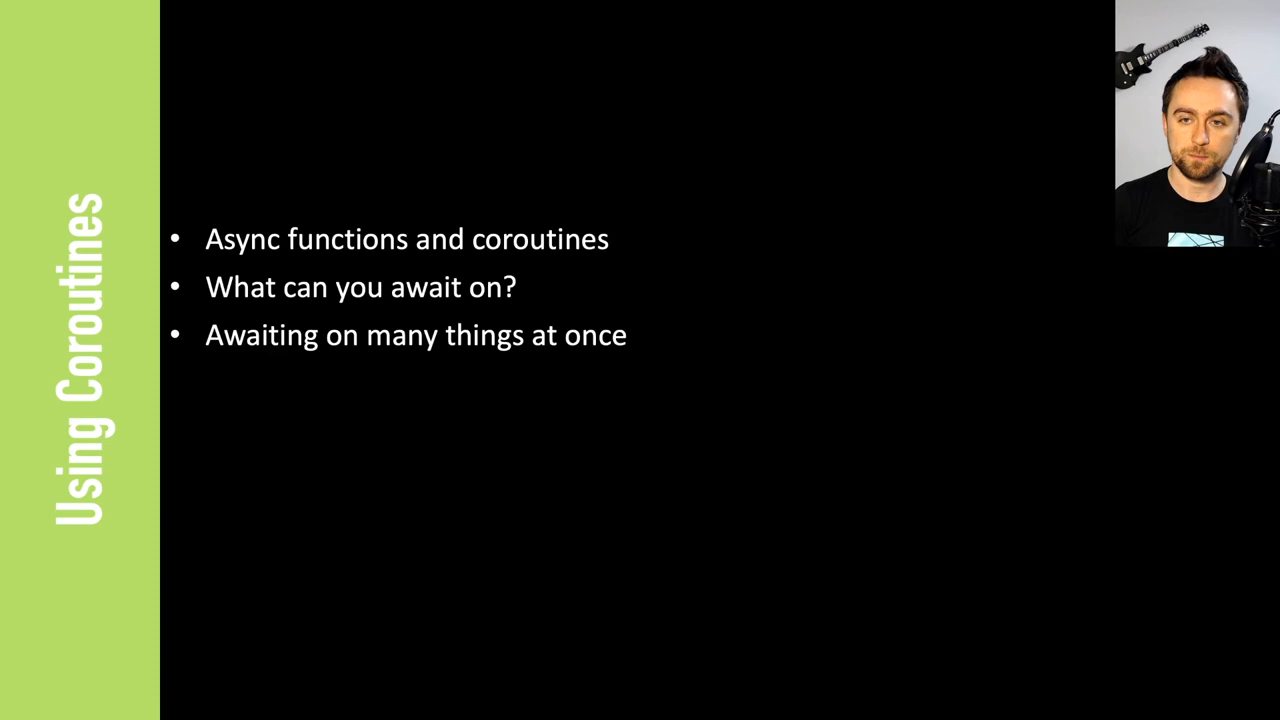 Using Coroutines
• Async functions and coroutines
• What can you await on?
• Awaiting on many things at once